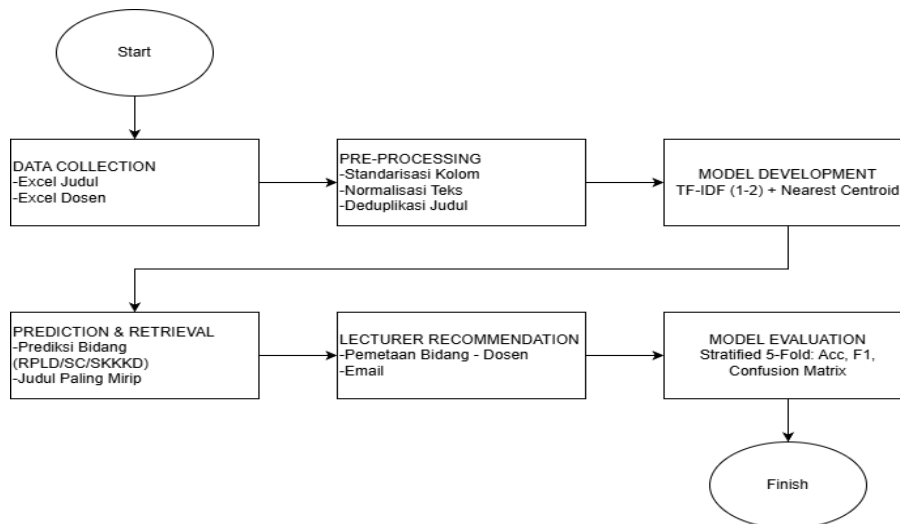 Start
DATA COLLECTION
-Excel Judul
-Excel Dosen
PRE-PROCESSING
-Standarisasi Kolom
-Normalisasi Teks
-Deduplikasi Judul
MODEL DEVELOPMENT
TF-IDF (1-2) + Nearest Centroid
PREDICTION & RETRIEVAL
-Prediksi Bidang
(RPLD/SC/SKKKD)
-Judul Paling Mirip
LECTURER RECOMMENDATION
-Pemetaan Bidang - Dosen
-Email
MODEL EVALUATION
Stratified 5-Fold: Acc, F1,
Confusion Matrix
Finish